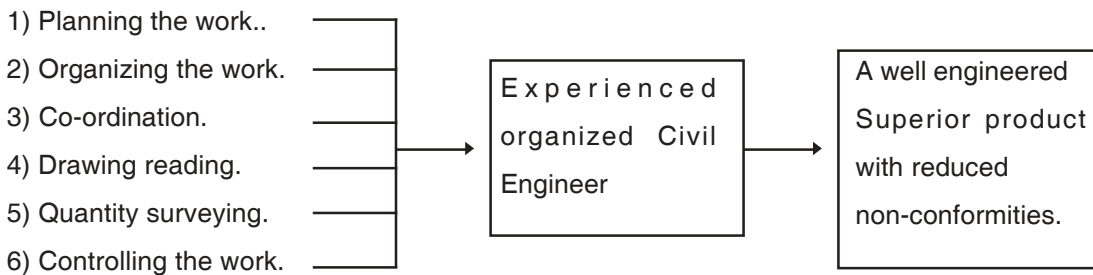 1) Planning the work..
2) Organizing the work.
3) Co-ordination.
4) Drawing reading.
5) Quantity surveying.
6) Controlling the work.
Experienced
organized Civil
Engineer
A well engineered
Superior product
with reduced
non-conformities.